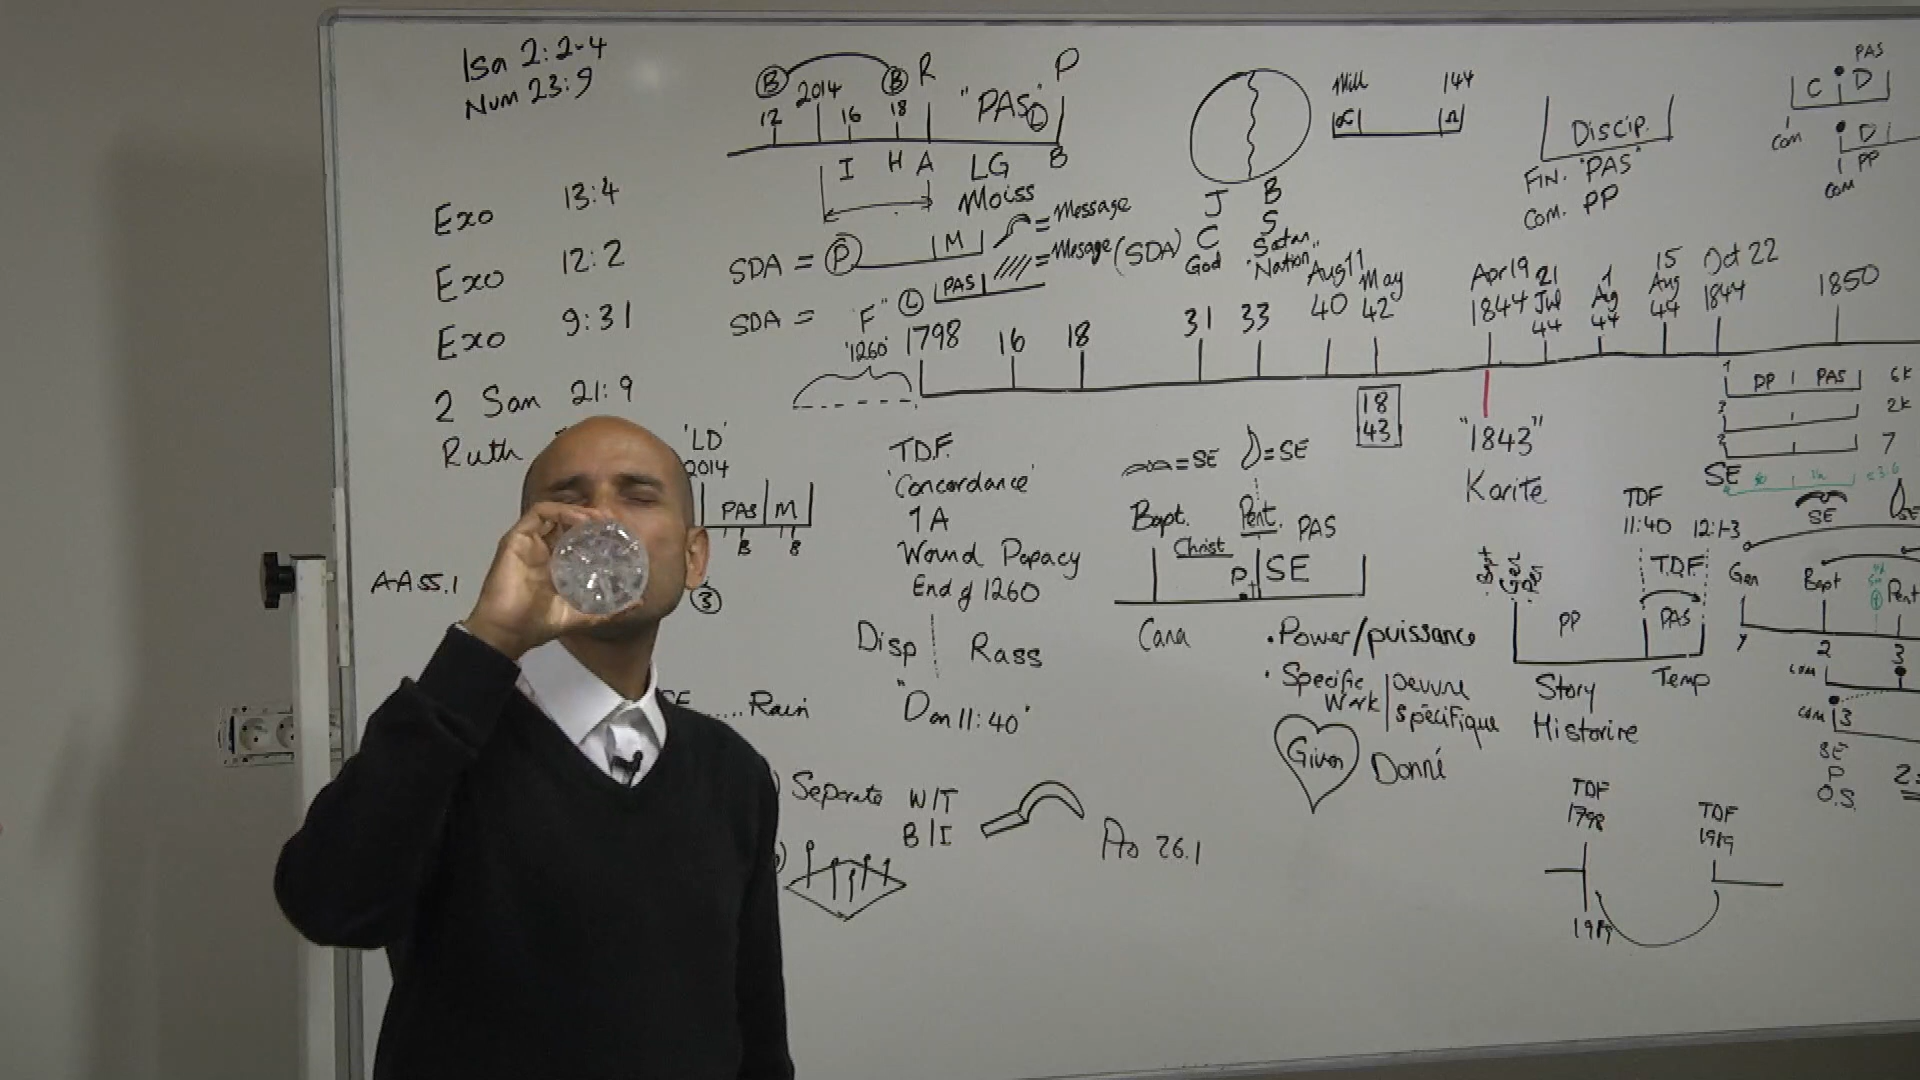 Isa 2:2-4
Num 23:9
Exo 13:4
Exo 12:2
Exo 9:31
2 Sam 21:9
Ruth
AA55.1
B B R P
12 2014 16 18 "PAS" L
I H A LG B
Moiss
SDA = P M = Message
SDA = "F" L PAS = Mesage (SDA)
J B
C S
God "Satan
Nation"
Mill 144
Discip.
FIN. "PAS"
COM. PP
PAS
C D
com
D
PP
com
'1260' 1798 16 18 31 33
Aug 11 40
May 42
Apr 19 1844
21 Jul 44
1 Ag 44
15 Aug 44
Oct 22 1844
1850
18
43
"1843"
Karite
PP PAS 6K
2K
7
SE
'LD'
2014
PAS M
B 8
3
T.D.F.
'Concordance'
1A
Wound Papacy
End of 1260
Disp Rass
"Dan 11:40"
.... Rain
Separate W/T
B/I
Ao 26.1
=SE =SE
Bapt. Pent. PAS
Christ P SE
Cana
• Power/puissance
• Specific Work / oeuvre spécifique
Given Donné
TDF
11:40 12:1-3
T.D.F.
PP PAS
Story Temp
Historire
SE SE
Gen Bapt Pent
2 3
com
com 3
SE
P
O.S.
TDF
1798
TDF
1919
1919